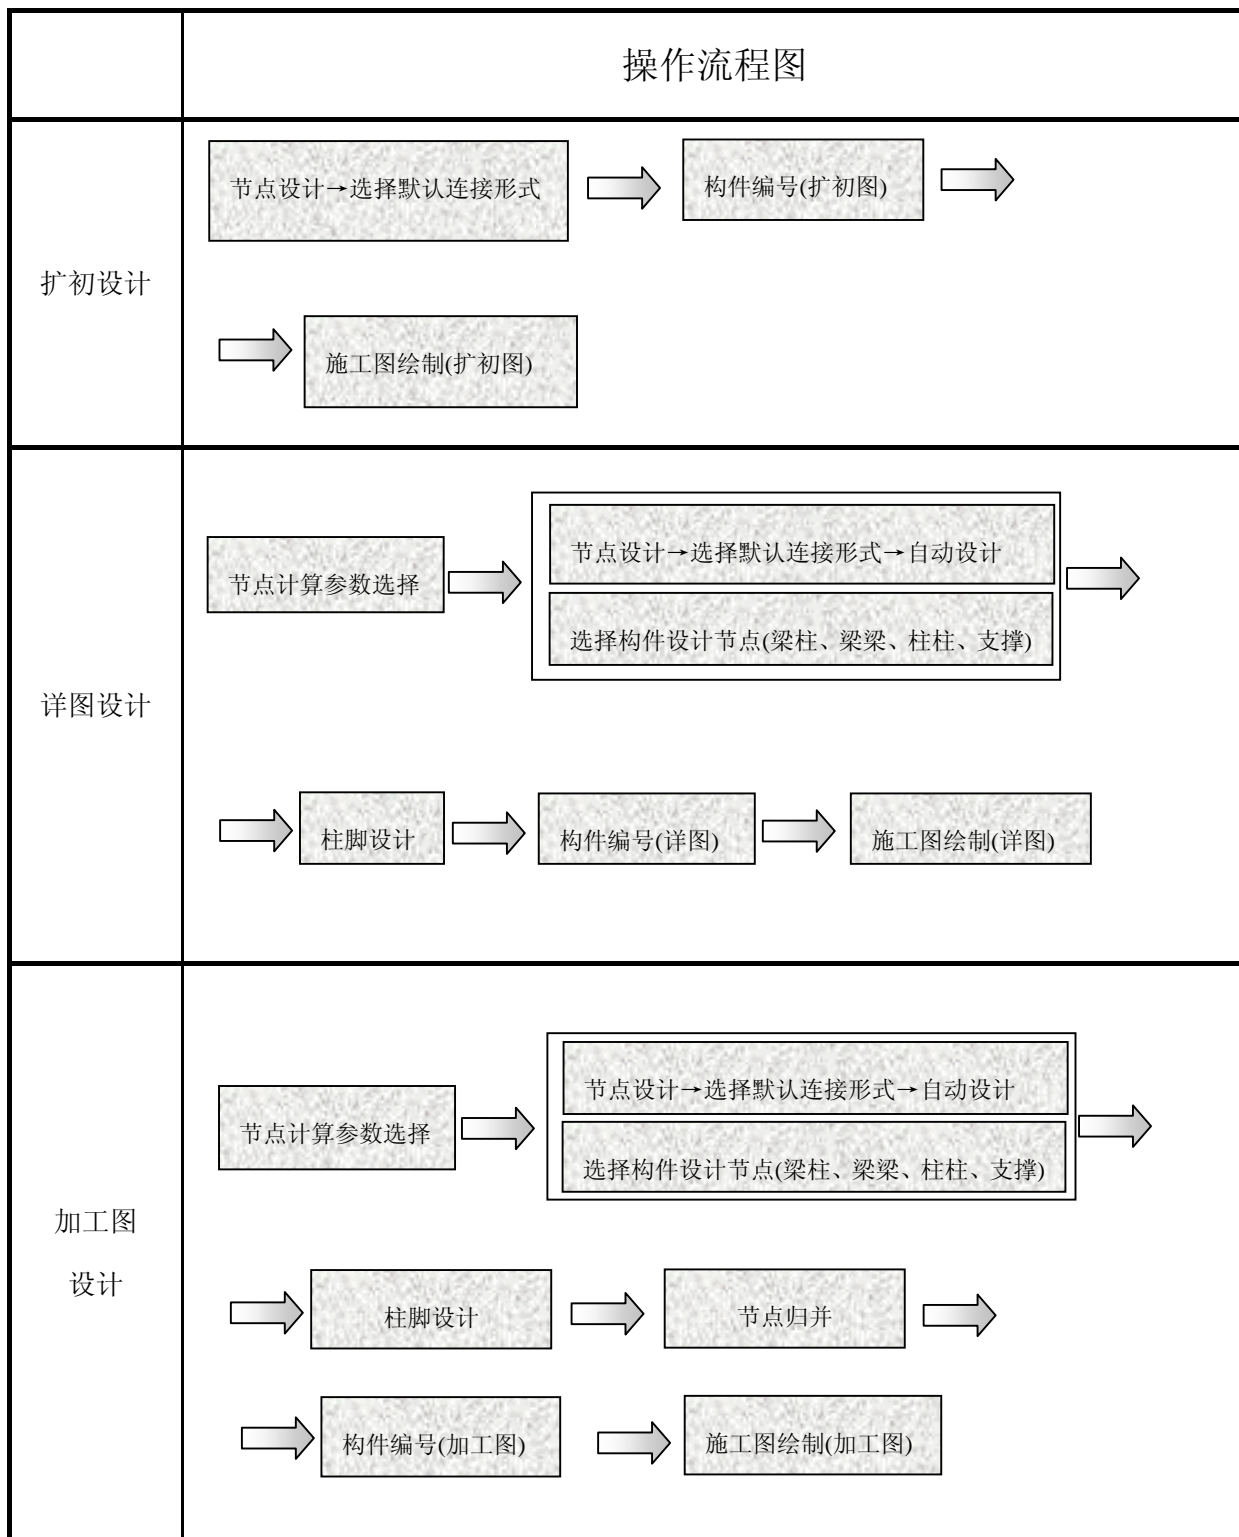 操作流程图
扩初设计
节点设计→选择默认连接形式
构件编号(扩初图)
施工图绘制(扩初图)
详图设计
节点计算参数选择
节点设计→选择默认连接形式→自动设计
选择构件设计节点(梁柱、梁梁、柱柱、支撑)
柱脚设计
构件编号(详图)
施工图绘制(详图)
加工图
设计
节点计算参数选择
节点设计→选择默认连接形式→自动设计
选择构件设计节点(梁柱、梁梁、柱柱、支撑)
柱脚设计
节点归并
构件编号(加工图)
施工图绘制(加工图)